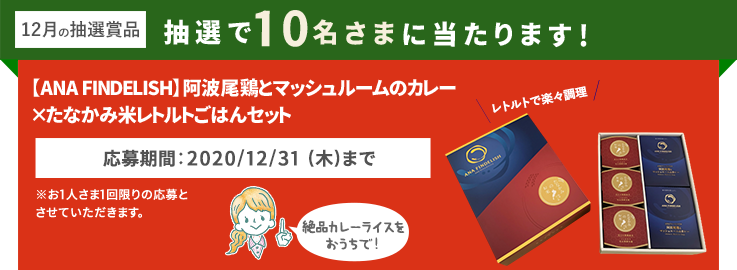 12月の抽選賞品
抽選で10名さまに当たります!
【ANA FINDELISH】阿波尾鶏とマッシュルームのカレー
×たなかみ米レトルトごはんセット
応募期間:2020/12/31 (木)まで
※お1人さま1回限りの応募と
させていただきます。
絶品カレーライスを
おうちで!
レトルトで楽々調理
ANA FINDELISH